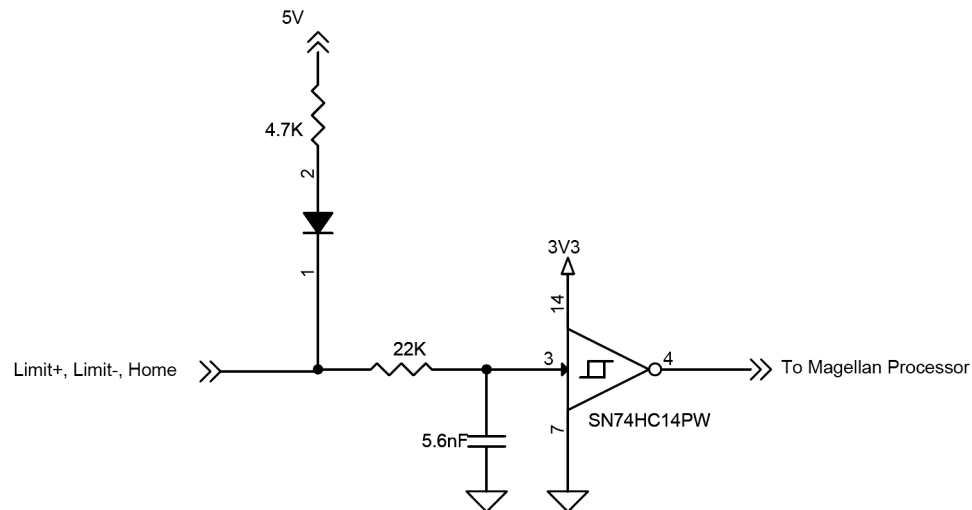 5V
4.7K
2
1
3V3
14
Limit+, Limit-, Home
22K
3
4
To Magellan Processor
SN74HC14PW
7
5.6nF